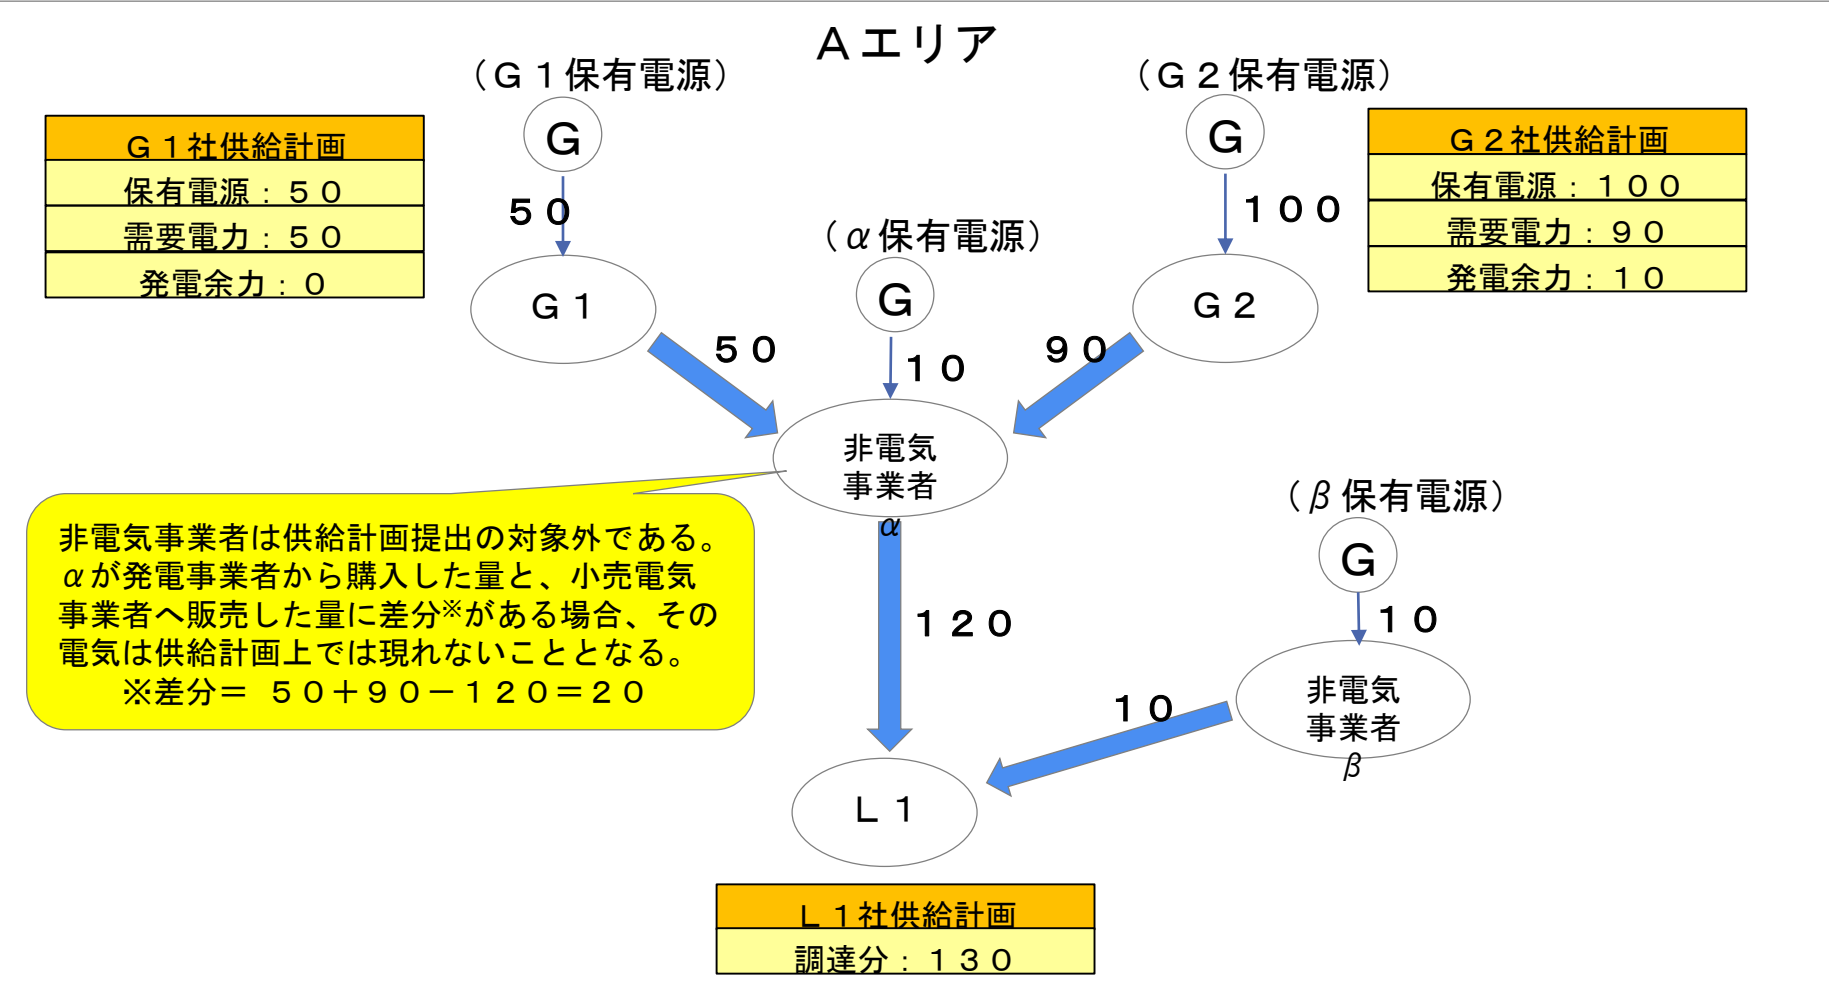 Aエリア
（G1保有電源）
（G2保有電源）
G
G
G1社供給計画
保有電源：50
需要電力：50
発電余力：0
G2社供給計画
保有電源：100
需要電力：90
発電余力：10
50
100
（α保有電源）
G
G1
G2
50
10
90
非電気
事業者
α
（β保有電源）
G
10
非電気事業者は供給計画提出の対象外である。
αが発電事業者から購入した量と、小売電気
事業者へ販売した量に差分※がある場合、その
電気は供給計画上では現れないこととなる。
※差分＝ 50＋90－120＝20
120
非電気
事業者
β
10
L1
L1社供給計画
調達分：130